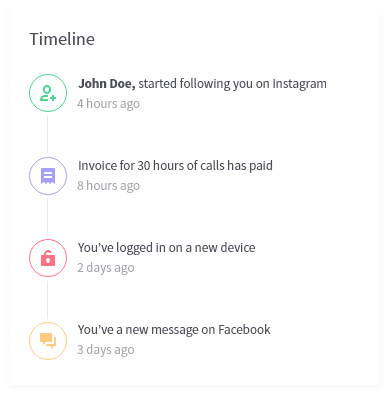 Timeline
John Doe, started following you on Instagram
4 hours ago
Invoice for 30 hours of calls has paid
8 hours ago
You've logged in on a new device
2 days ago
You've a new message on Facebook
3 days ago